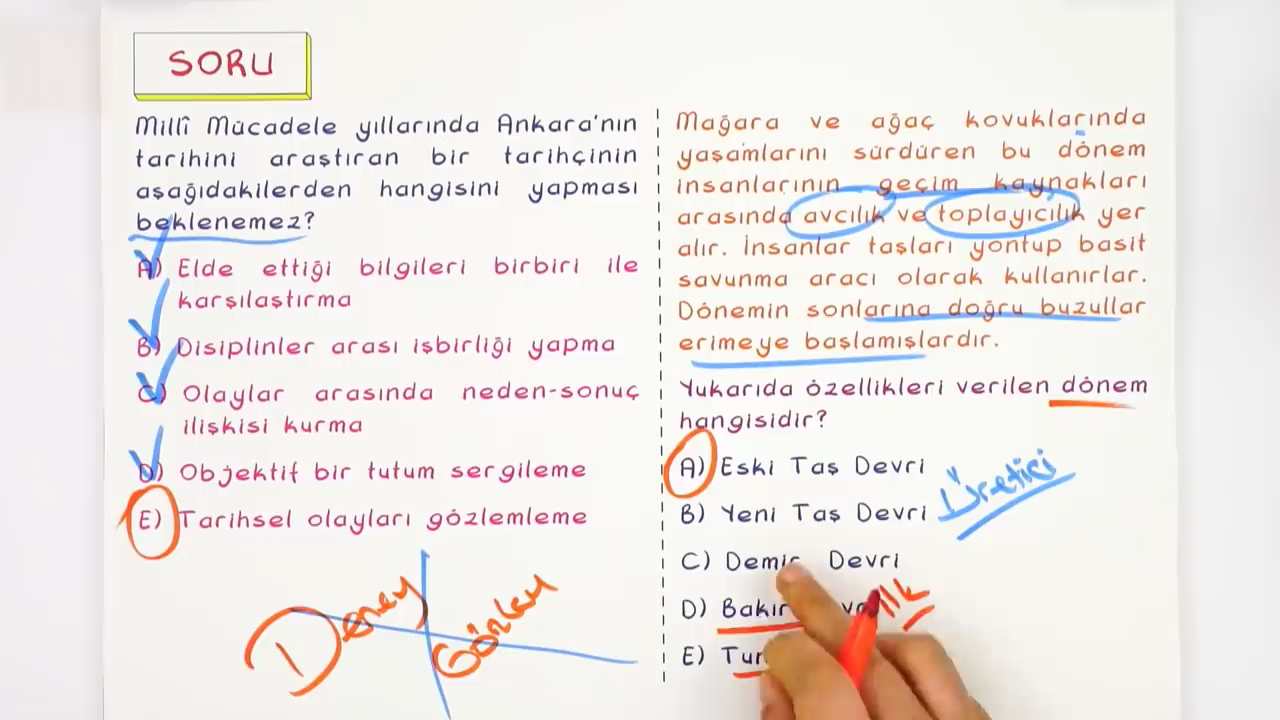 SORU
Millî Mücadele yıllarında Ankara'nın
tarihini araştıran bir tarihçinin
aşağıdakilerden hangisini yapması
beklenemez?
A) Elde ettiği bilgileri birbiri ile
karşılaştırma
B) Disiplinler arası işbirliği yapma
C) Olaylar arasında neden-sonuç
ilişkisi kurma
D) Objektif bir tutum sergileme
E) Tarihsel olayları gözlemleme
Deney
Gözlem
Mağara ve ağaç kovuklarında
yaşamlarını sürdüren bu dönem
insanlarının geçim kaynakları
arasında avcılık ve toplayıcılık yer
alır. İnsanlar taşları yontup basit
savunma aracı olarak kullanırlar.
Dönemin sonlarına doğru buzullar
erimeye başlamışlardır.
Yukarıda özellikleri verilen dönem
hangisidir?
A) Eski Taş Devri
B) Yeni Taş Devri Üretici
C) Demir Devri
D) Bakır
E)